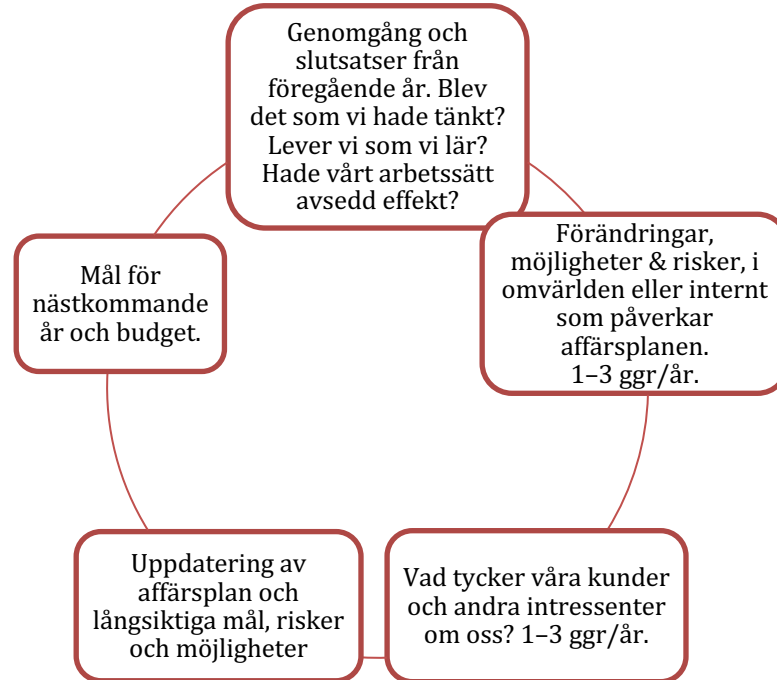 Genomgång och
slutsatser från
föregående år. Blev
det som vi hade tänkt?
Lever vi som vi lär?
Hade vårt arbetssätt
avsedd effekt?
Förändringar,
möjligheter & risker, i
omvärlden eller internt
som påverkar
affärsplanen.
1–3 ggr/år.
Vad tycker våra kunder
och andra intressenter
om oss? 1–3 ggr/år.
Uppdatering av
affärsplan och
långsiktiga mål, risker
och möjligheter
Mål för
nästkommande
år och budget.